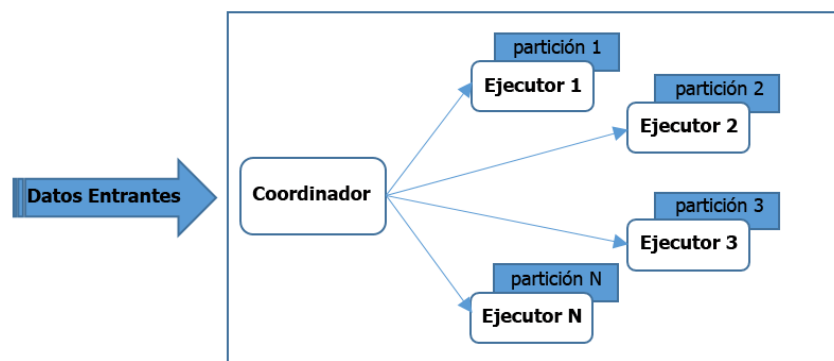 partición 1
Ejecutor 1
partición 2
Ejecutor 2
Datos Entrantes
Coordinador
partición 3
Ejecutor 3
partición N
Ejecutor N